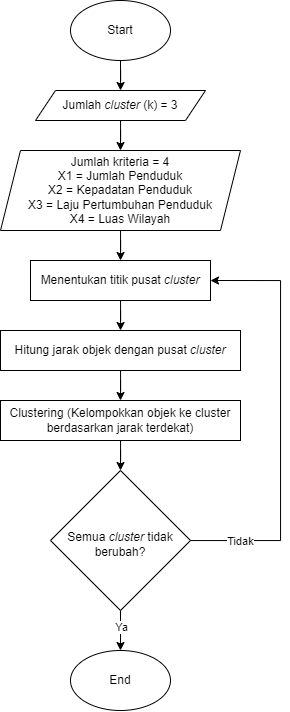 Start
Jumlah cluster (k) = 3
Jumlah kriteria = 4
X1 = Jumlah Penduduk
X2 = Kepadatan Penduduk
X3 = Laju Pertumbuhan Penduduk
X4 = Luas Wilayah
Menentukan titik pusat cluster
Hitung jarak objek dengan pusat cluster
Clustering (Kelompokkan objek ke cluster
berdasarkan jarak terdekat)
Semua cluster tidak
berubah?
Tidak
Ya
End